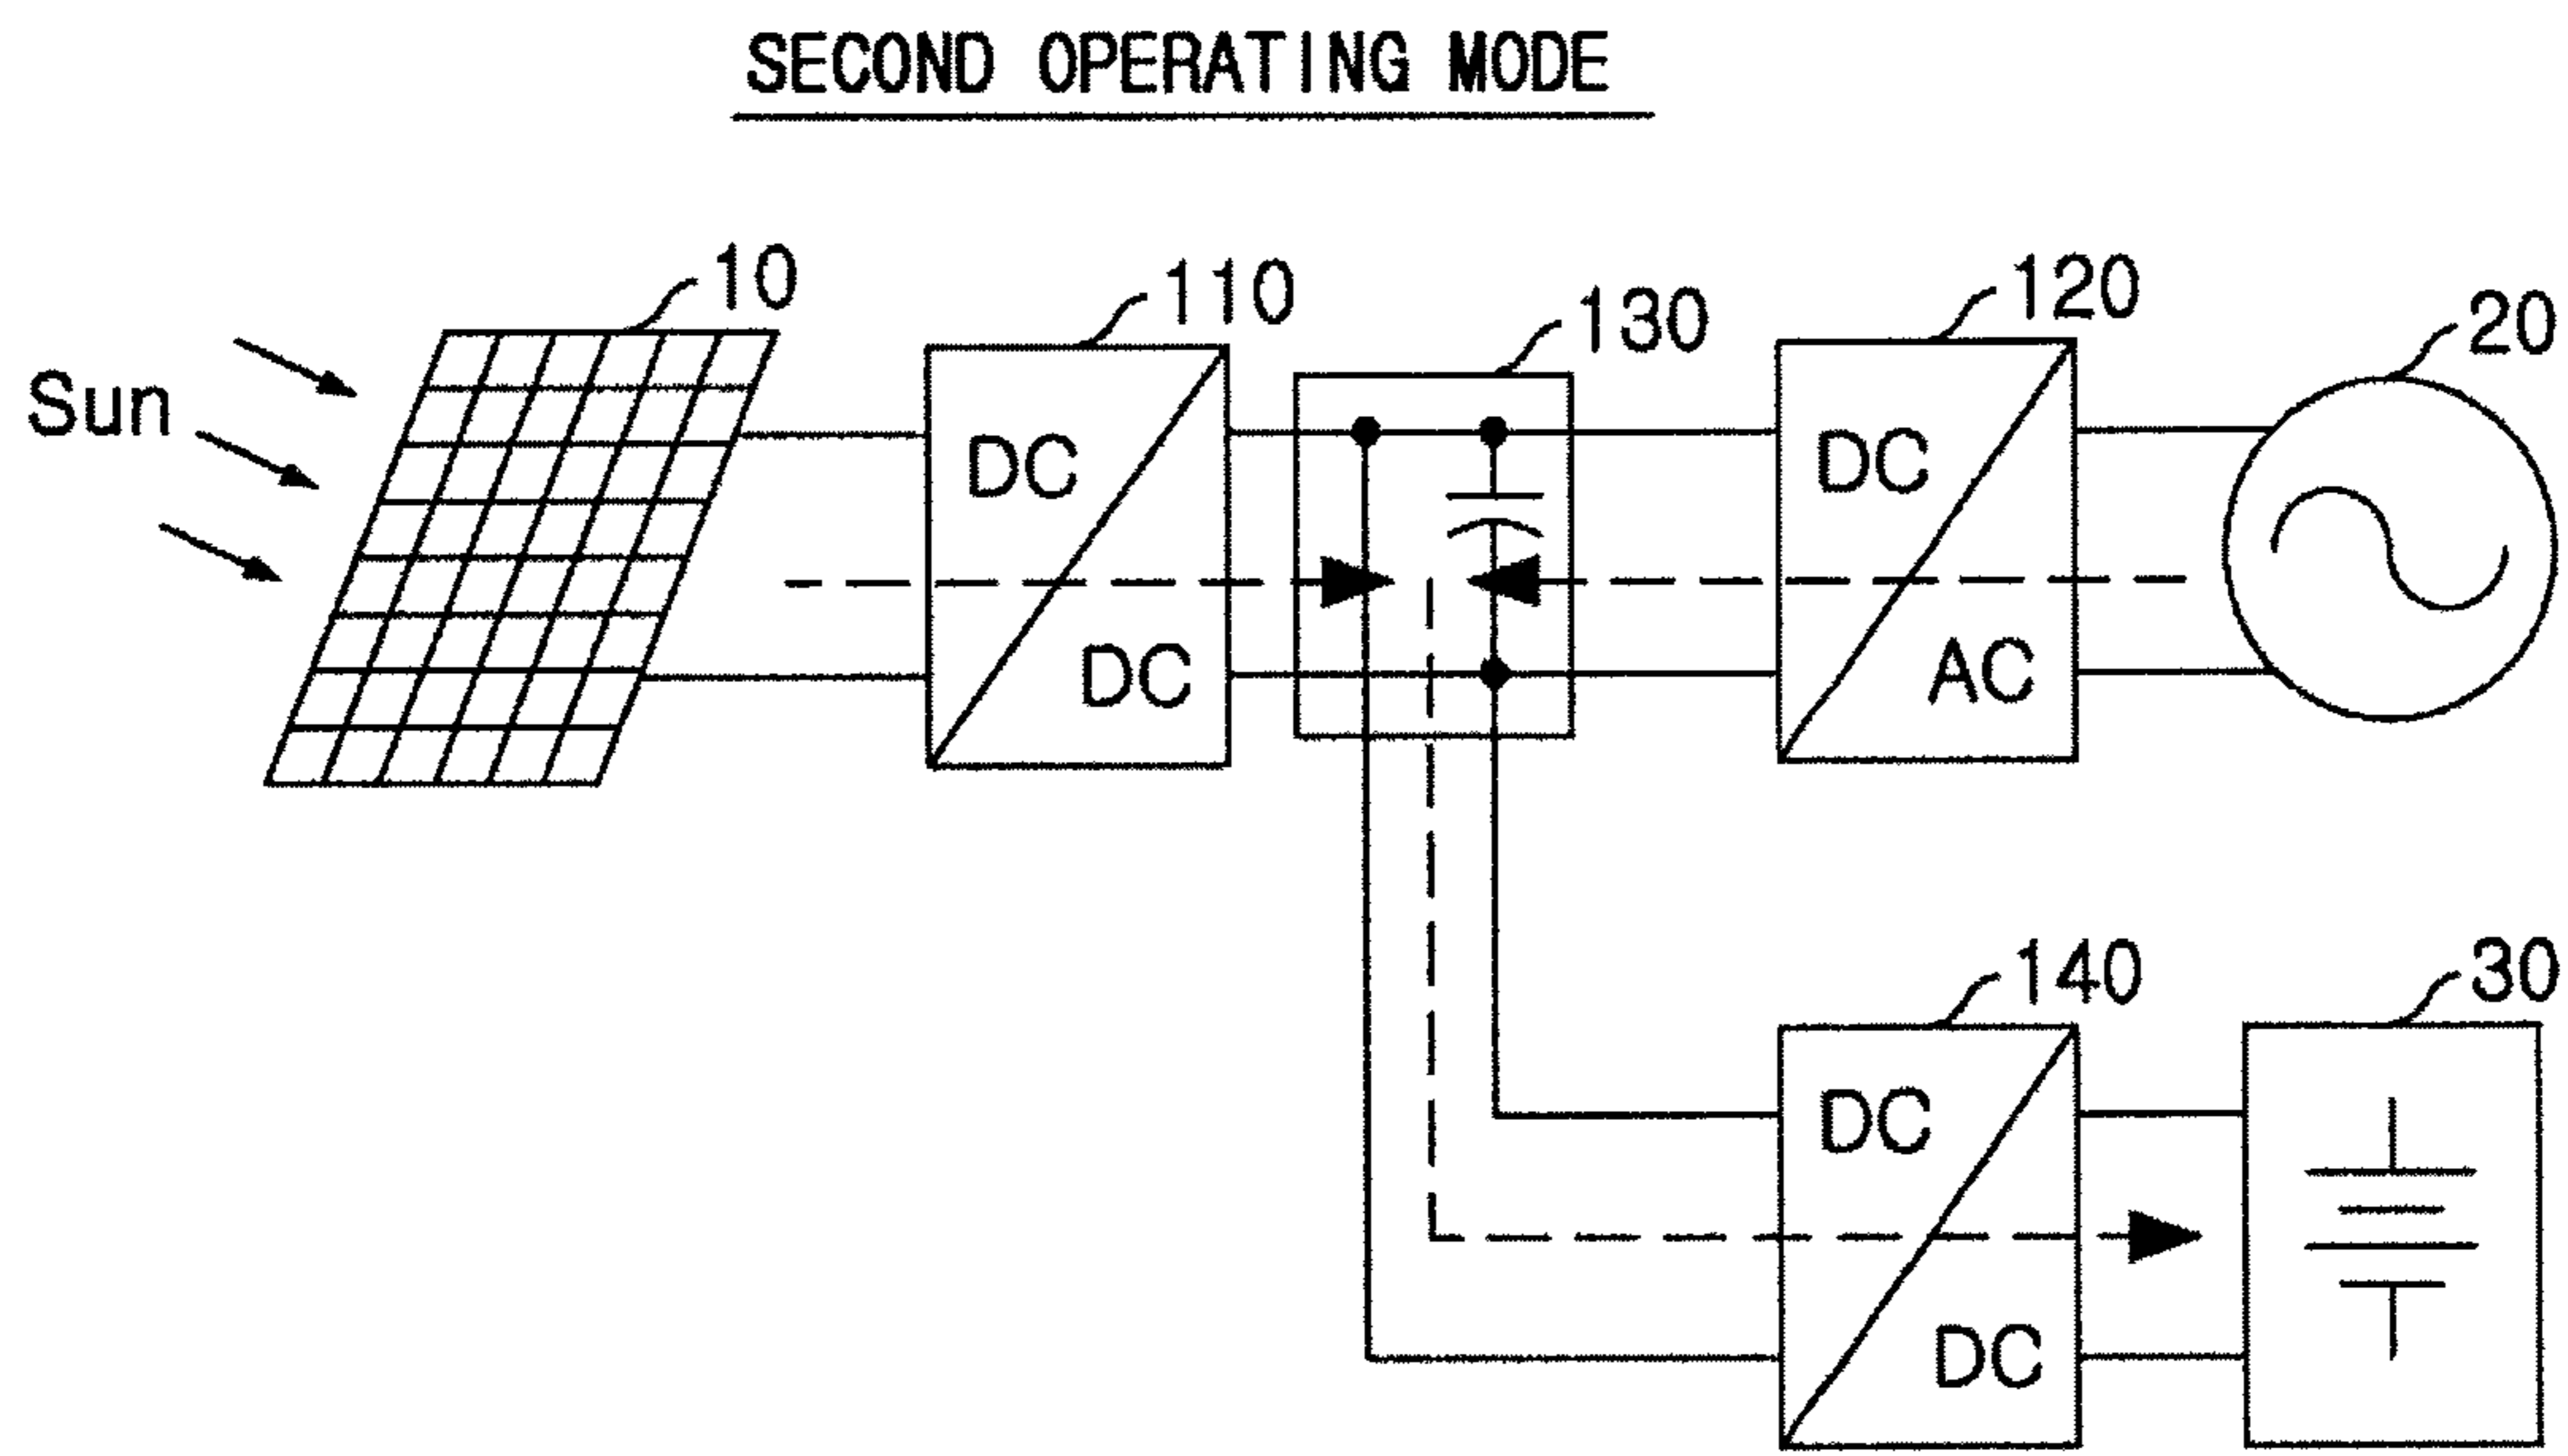 SECOND OPERATING MODE
10
110
130
120
20
Sun
DC
DC
DC
AC
140
30
DC
DC